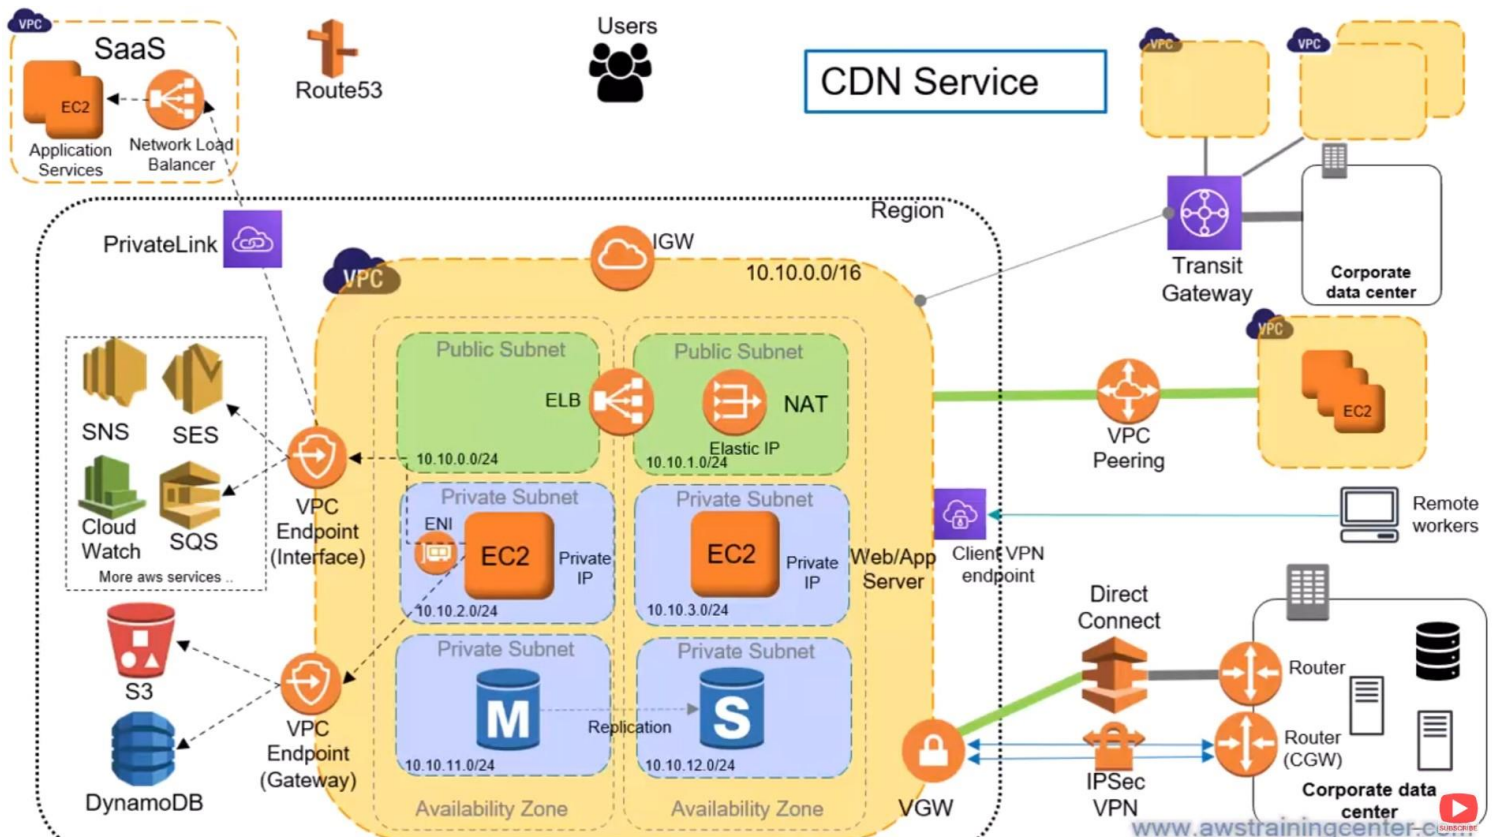 VPC
SaaS
EC2
Application
Services
Network Load
Balancer
Route53
Users
CDN Service
VPC
VPC
Transit
Gateway
Corporate
data center
Region
PrivateLink
VPC
IGW
10.10.0.0/16
Public Subnet
10.10.0.0/24
ELB
Public Subnet
NAT
Elastic IP
10.10.1.0/24
SNS
SES
Cloud
Watch
SQS
More aws services ..
VPC
Endpoint
(Interface)
Private Subnet
ENI
EC2
Private
IP
10.10.2.0/24
Private Subnet
EC2
Private
IP
10.10.3.0/24
Web/App
Server
VPC
Peering
VPC
EC2
Client VPN
endpoint
Remote
workers
S3
DynamoDB
VPC
Endpoint
(Gateway)
Private Subnet
M
10.10.11.0/24
Replication
Private Subnet
S
10.10.12.0/24
Availability Zone
Availability Zone
VGW
Direct
Connect
Router
IPSec
VPN
Router
(CGW)
Corporate data
center
www.awstrainingcenter.com
SUBSCRIBE